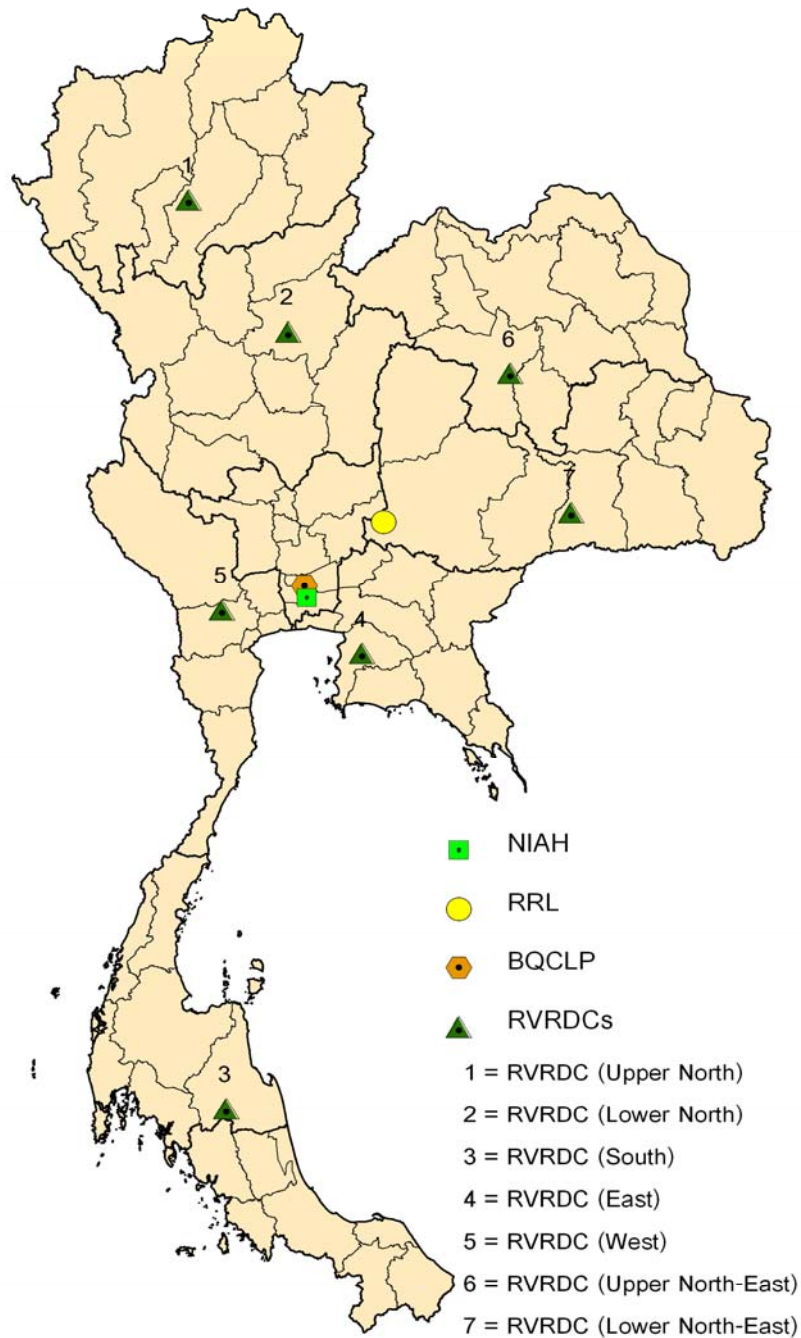 1
2
6
7
5
4
NIAH
RRL
BQCLP
RVRDCs
3
1 = RVRDC (Upper North)
2 = RVRDC (Lower North)
3 = RVRDC (South)
4 = RVRDC (East)
5 = RVRDC (West)
6 = RVRDC (Upper North-East)
7 = RVRDC (Lower North-East)